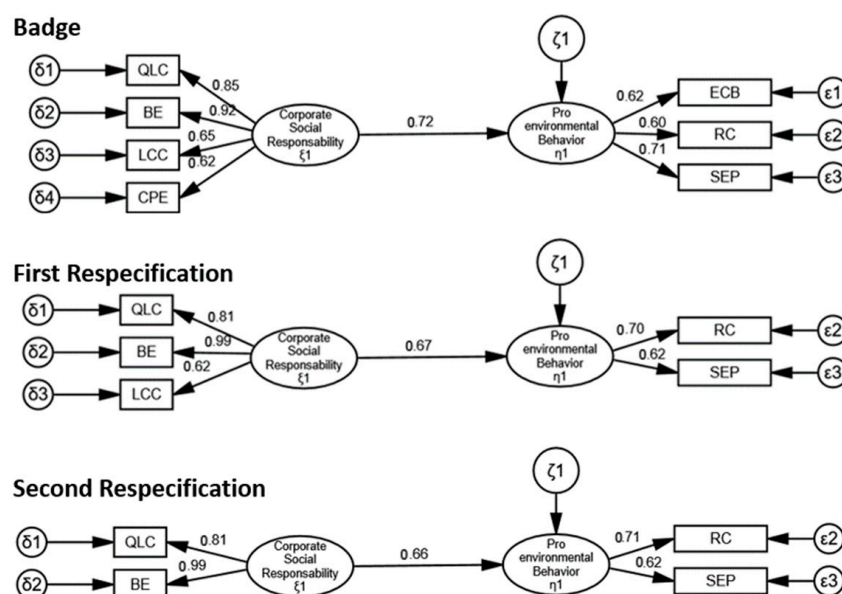 Badge
ζ1
δ1
QLC
0.85
δ2
BE
0.92
δ3
LCC
0.65
δ4
CPE
0.62
Corporate
Social
Responsability
ξ1
0.72
Pro
environmental
Behavior
η1
0.62
ECB
ε1
0.60
RC
ε2
0.71
SEP
ε3
First Respecification
ζ1
δ1
QLC
0.81
δ2
BE
0.99
δ3
LCC
0.62
Corporate
Social
Responsability
ξ1
0.67
Pro
environmental
Behavior
η1
0.70
RC
ε2
0.62
SEP
ε3
Second Respecification
ζ1
δ1
QLC
0.81
δ2
BE
0.99
Corporate
Social
Responsability
ξ1
0.66
Pro
environmental
Behavior
η1
0.71
RC
ε2
0.62
SEP
ε3